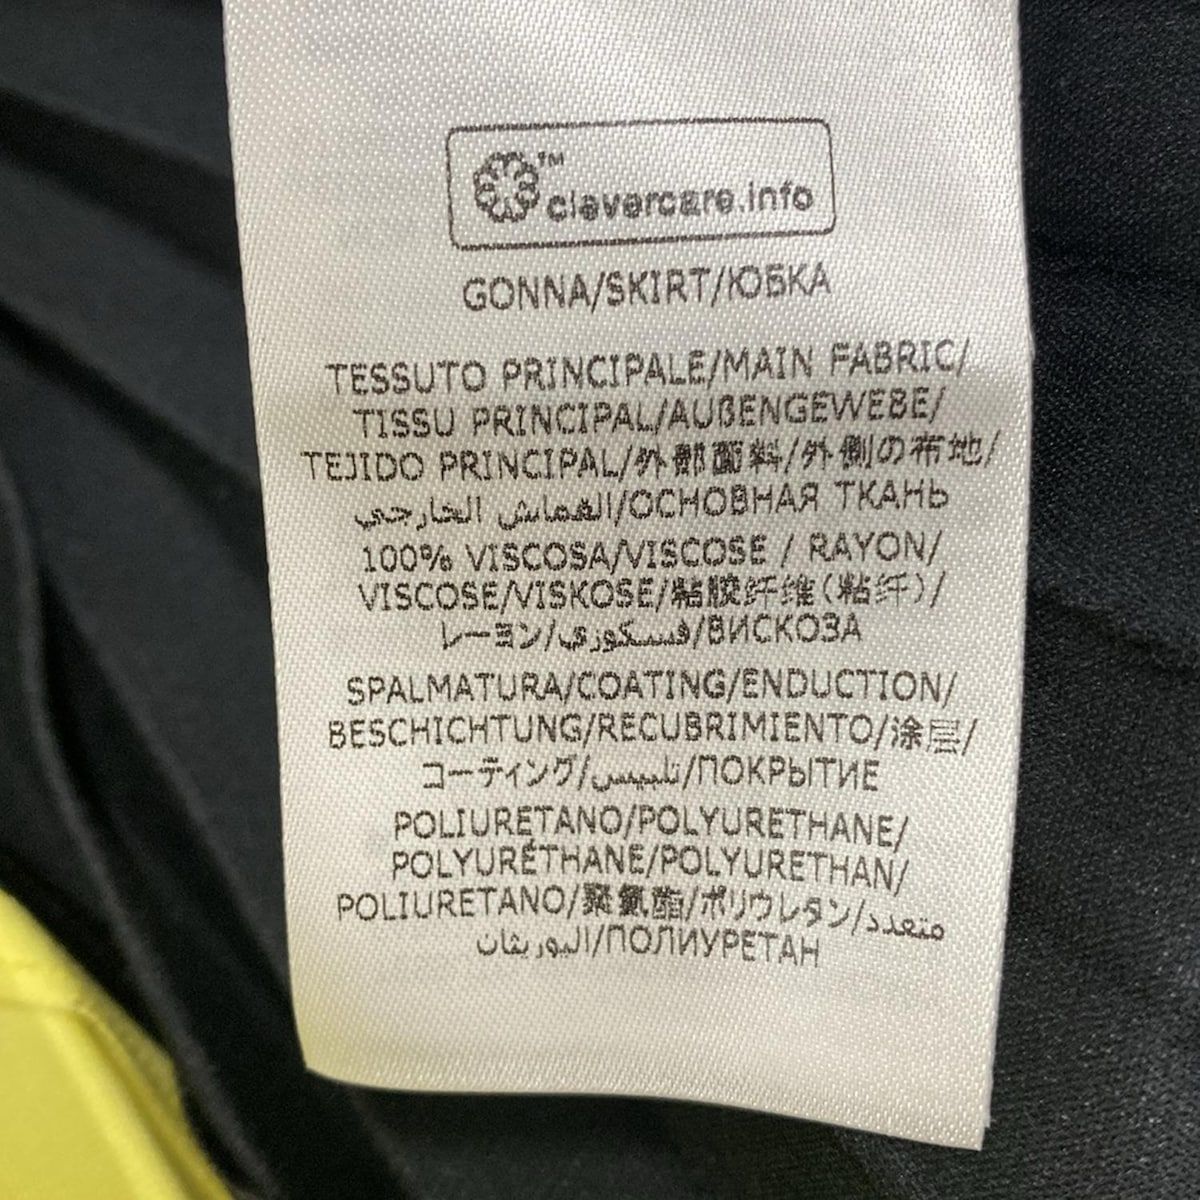 ™ clevercare.info
GONNA/SKIRT/ЮБКА
TESSUTO PRINCIPALE/MAIN FABRIC/
TISSU PRINCIPAL/AUßENGEWEBE/
TEJIDO PRINCIPAL/外部面料/外側の布地/
القماش الخارجي/ОСНОВНАЯ ТКАНЬ
100% VISCOSA/VISCOSE / RAYON/
VISCOSE/VISKOSE/粘胶纤维(粘纤)/
レーヨン/فسكوزي/ВИСКОЗА
SPALMATURA/COATING/ENDUCTION/
BESCHICHTUNG/RECUBRIMIENTO/涂层/
コーティング/تلبيس/ПОКРЫТИЕ
POLIURETANO/POLYURETHANE/
POLYURÉTHANE/POLYURETHAN/
POLIURETANO/聚氨酯/ポリウレタン/متعدد
اليوريثان/ПОЛИУРЕТАН